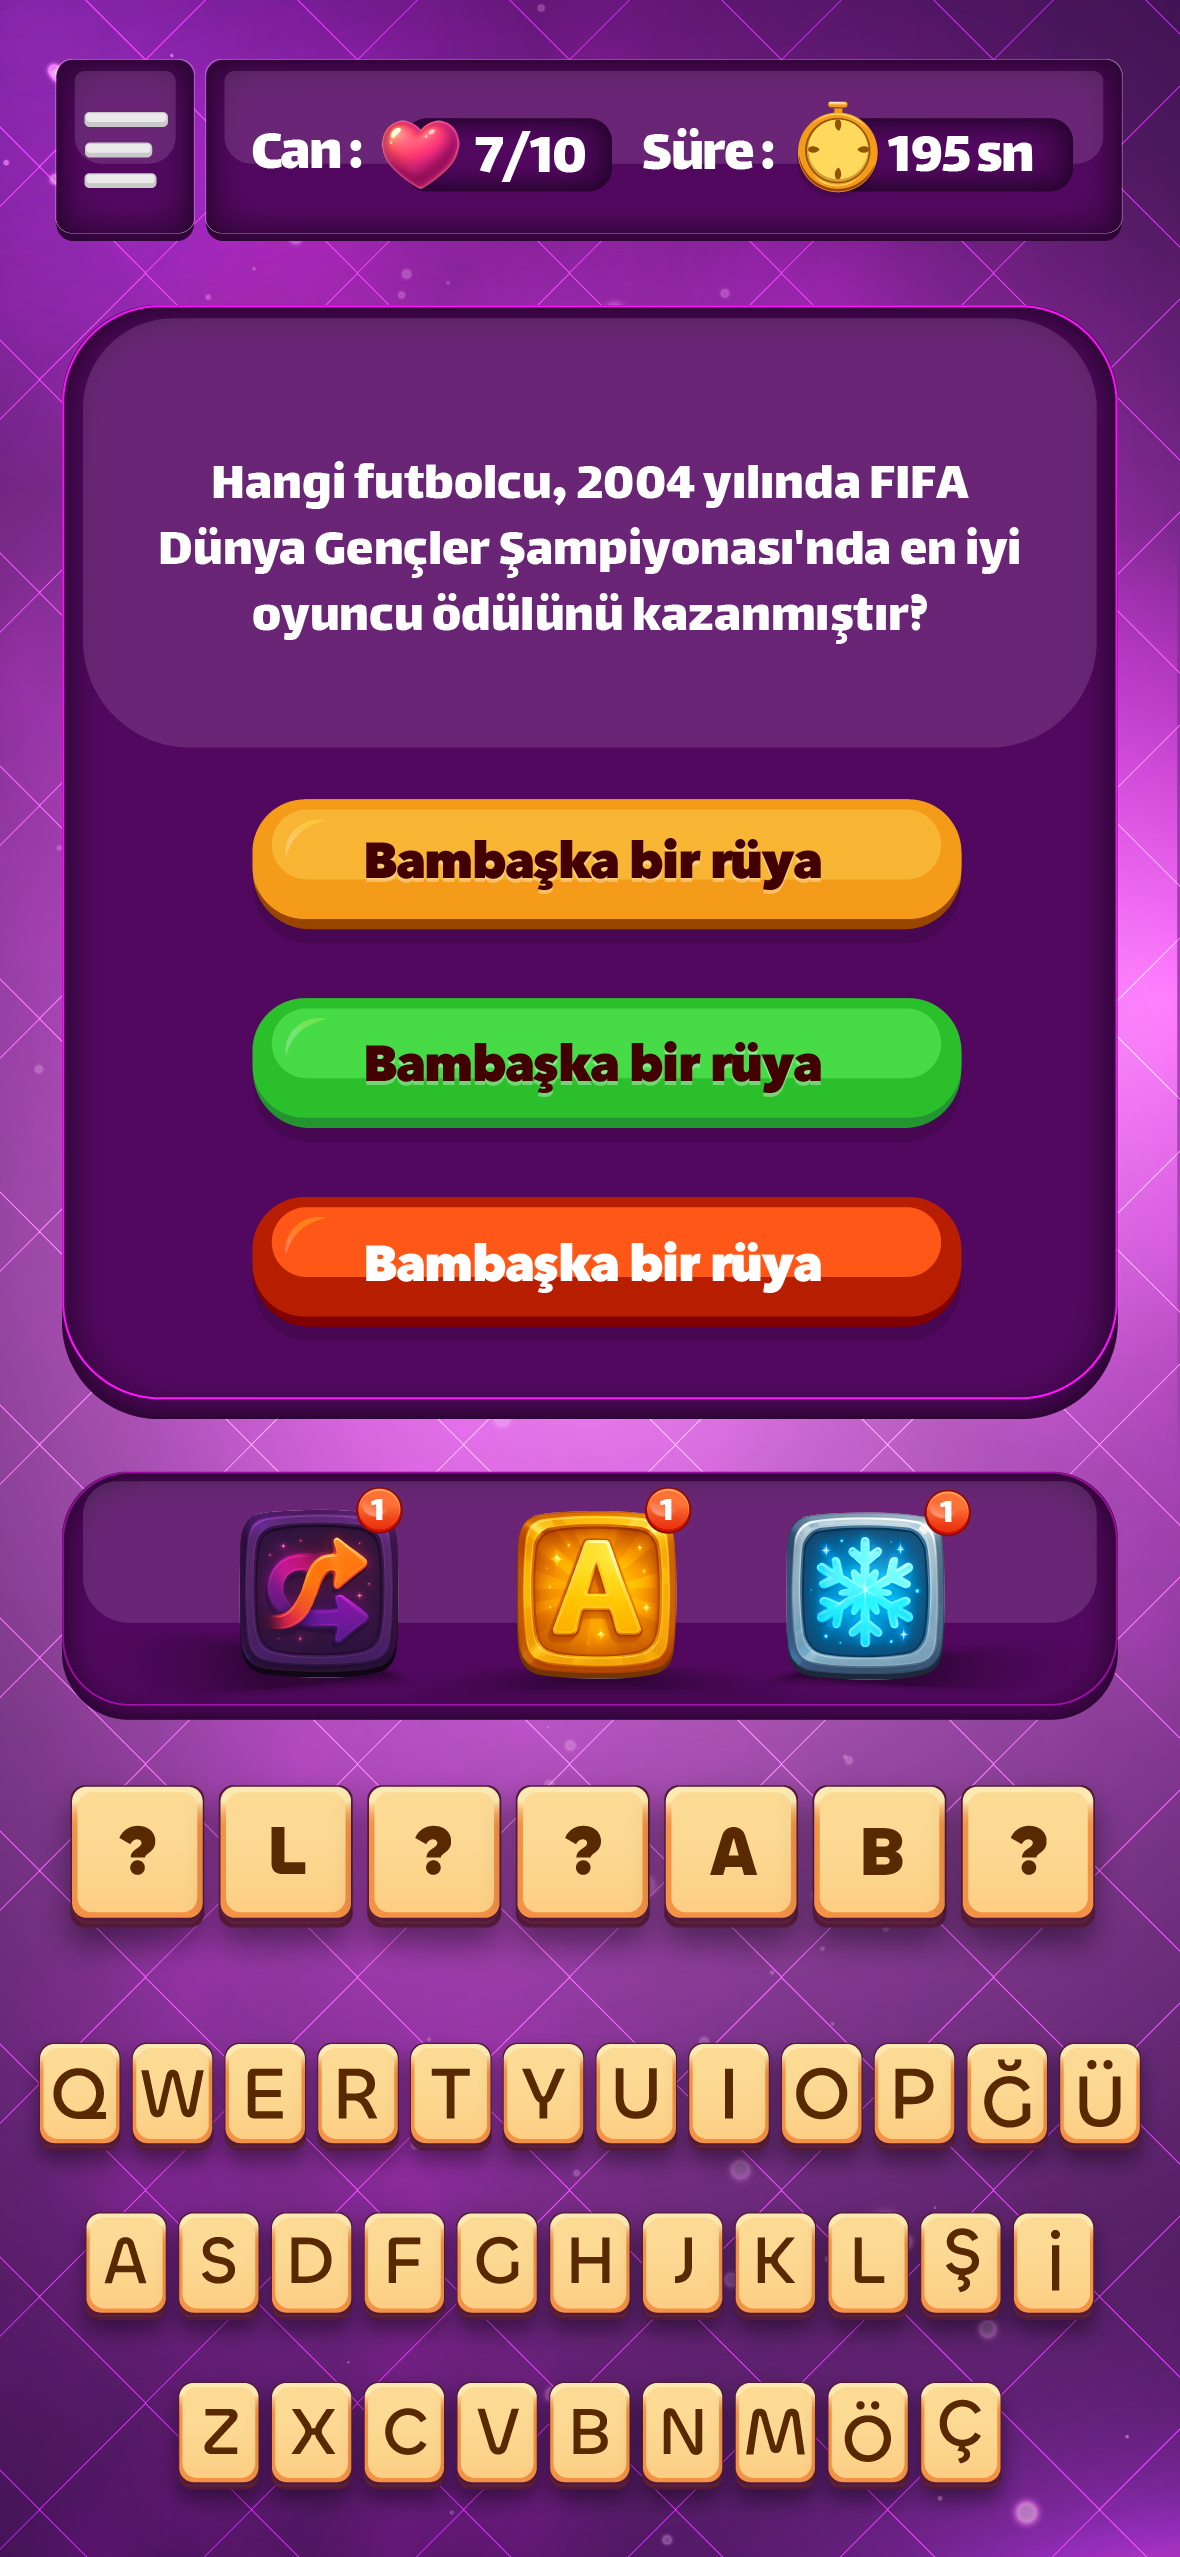 Can : 7/10 Süre : 195 sn
Hangi futbolcu, 2004 yılında FIFA
Dünya Gençler Şampiyonası'nda en iyi
oyuncu ödülünü kazanmıştır?
Bambaşka bir rüya
Bambaşka bir rüya
Bambaşka bir rüya
1 1 1
A
? L ? ? A B ?
Q W E R T Y U I O P Ğ Ü
A S D F G H J K L Ş İ
Z X C V B N M Ö Ç